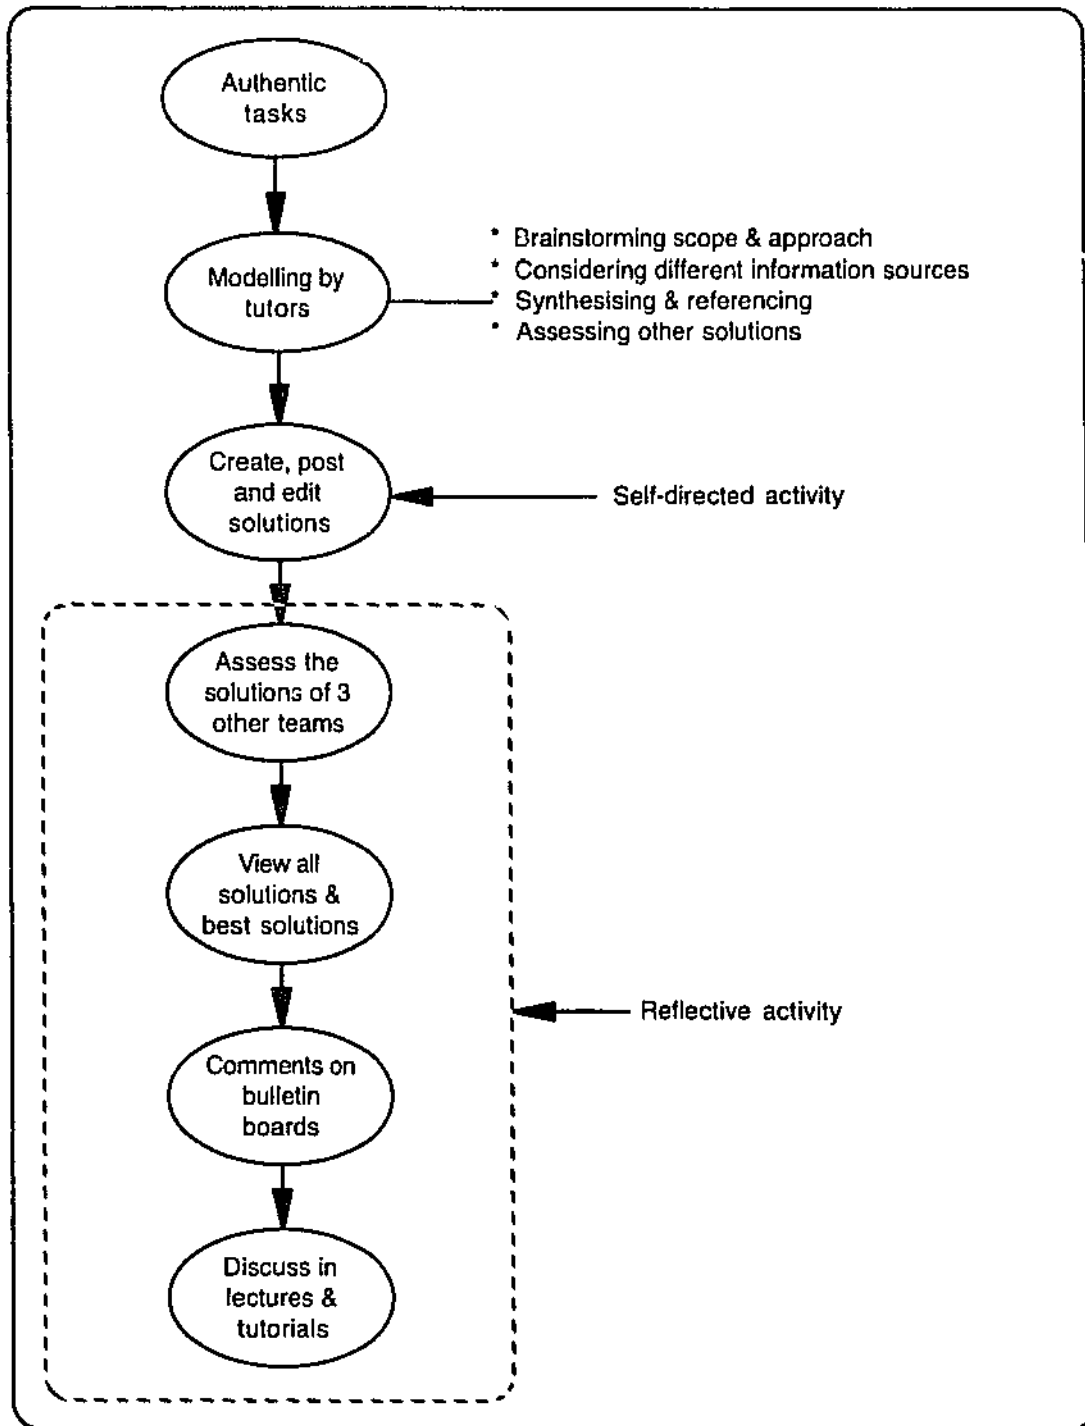 Authentic
tasks
Modelling by
tutors
* Brainstorming scope & approach
* Considering different information sources
* Synthesising & referencing
* Assessing other solutions
Create, post
and edit
solutions
Self-directed activity
Assess the
solutions of 3
other teams
View all
solutions &
best solutions
Reflective activity
Comments on
bulletin
boards
Discuss in
lectures &
tutorials